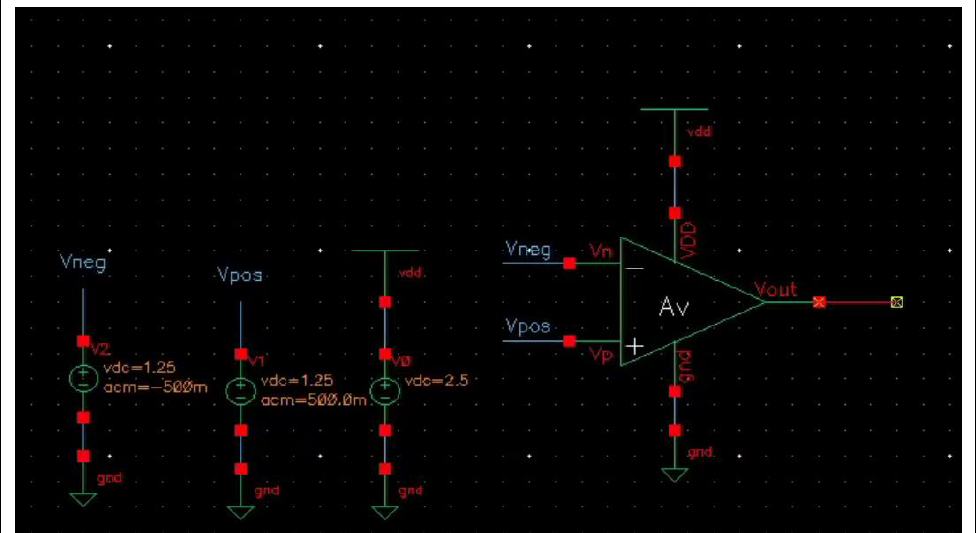 vdd
Vneg
Vn
VDD
Vneg
Vpos
vdd
Vout
Av
Vpos
Vp
V2
vdc=1.25
acm=-500m
V1
vdc=1.25
acm=500.0m
V0
vdc=2.5
gnd
gnd
gnd
gnd
gnd